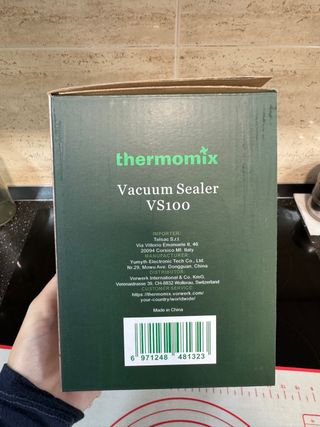 thermomix
Vacuum Sealer
VS100
IMPORTER:
Telsac S.r.l.
Via Vittorio Emanuele II, 46
20094 Corsico MI. Italy
MANUFACTURER:
Yumyth Electronic Tech Co., Ltd.
Nr.29, Mowu Ave. Dongguan, China
DISTRIBUTOR:
Vorwerk International & Co. KmG,
Verenastrasse 39, CH-8832 Wollerau, Switzerland
CUSTOMER SERVICE:
https://thermomix.vorwerk.com/
your-country/worldwide/
Made in China
6 971248 481323